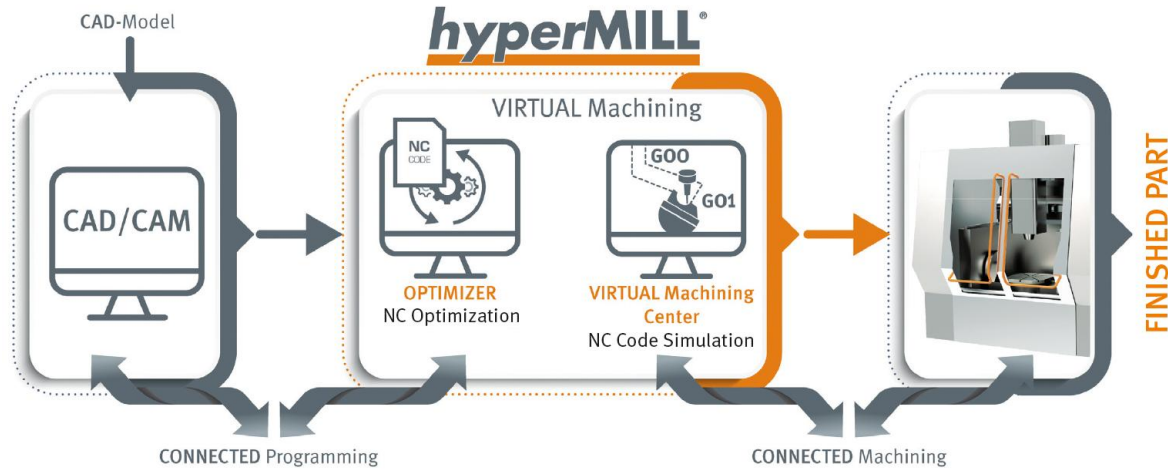 CAD-Model
hyperMILL®
VIRTUAL Machining
CAD/CAM
NC
CODE
G00
G01
OPTIMIZER
NC Optimization
VIRTUAL Machining
Center
NC Code Simulation
FINISHED PART
CONNECTED Programming
CONNECTED Machining